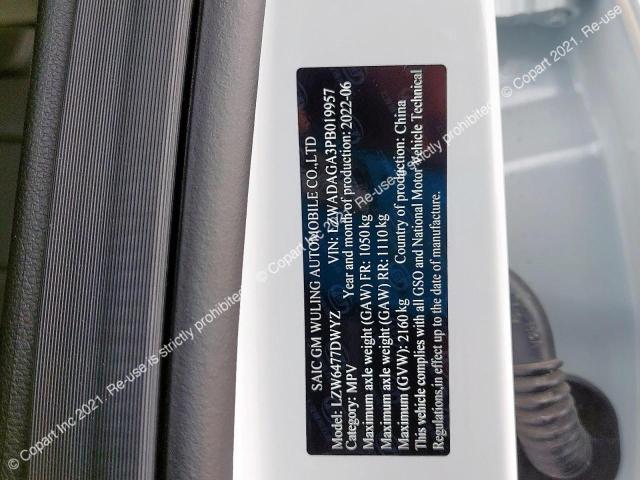 SAIC GM WULING AUTOMOBILE CO.,LTD
Model: LZW6477DWYZ VIN: LZWADAGA3PB019957
Category: MPV Year and month of production: 2022-06
Maximum axle weight (GAW) FR: 1050 kg
Maximum axle weight (GAW) RR: 1110 kg
Maximum (GVW): 2160 kg Country of production: China
This vehicle complies with all GSO and National Motor Vehicle Technical
Regulations,in effect up to the date of manufacture.
© Copart Inc 2021. Re-use is strictly prohibited
© Copart 2021. Re-use is strictly prohibited
© Copart 2021. Re-use